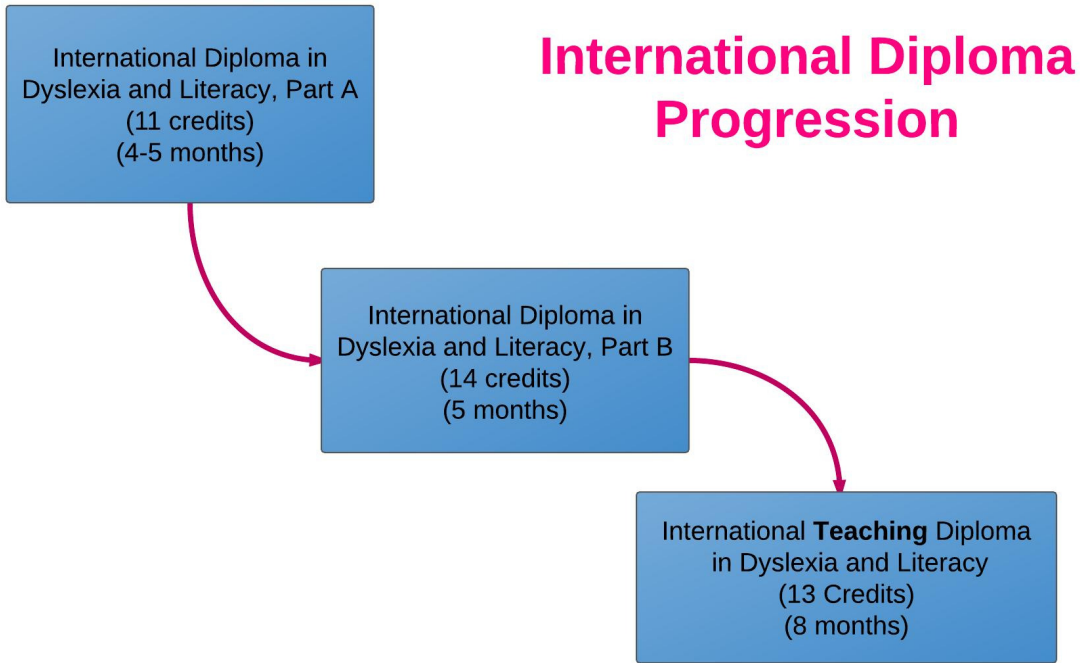 International Diploma
Progression
International Diploma in
Dyslexia and Literacy, Part A
(11 credits)
(4-5 months)
International Diploma in
Dyslexia and Literacy, Part B
(14 credits)
(5 months)
International Teaching Diploma
in Dyslexia and Literacy
(13 Credits)
(8 months)